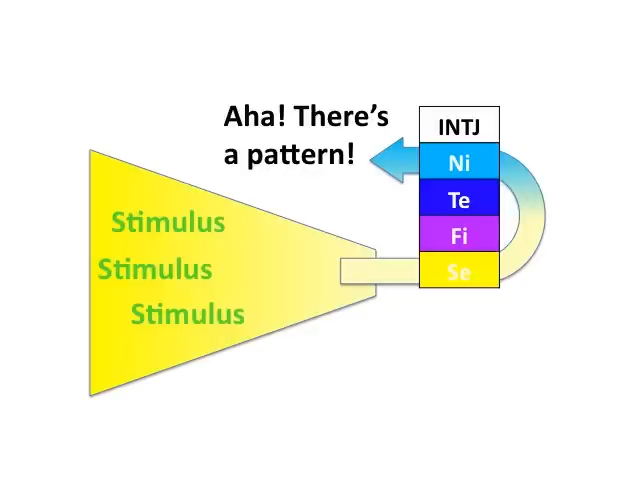 Aha! There’s
a pattern!
INTJ
Ni
Te
Fi
Se
Stimulus
Stimulus
Stimulus